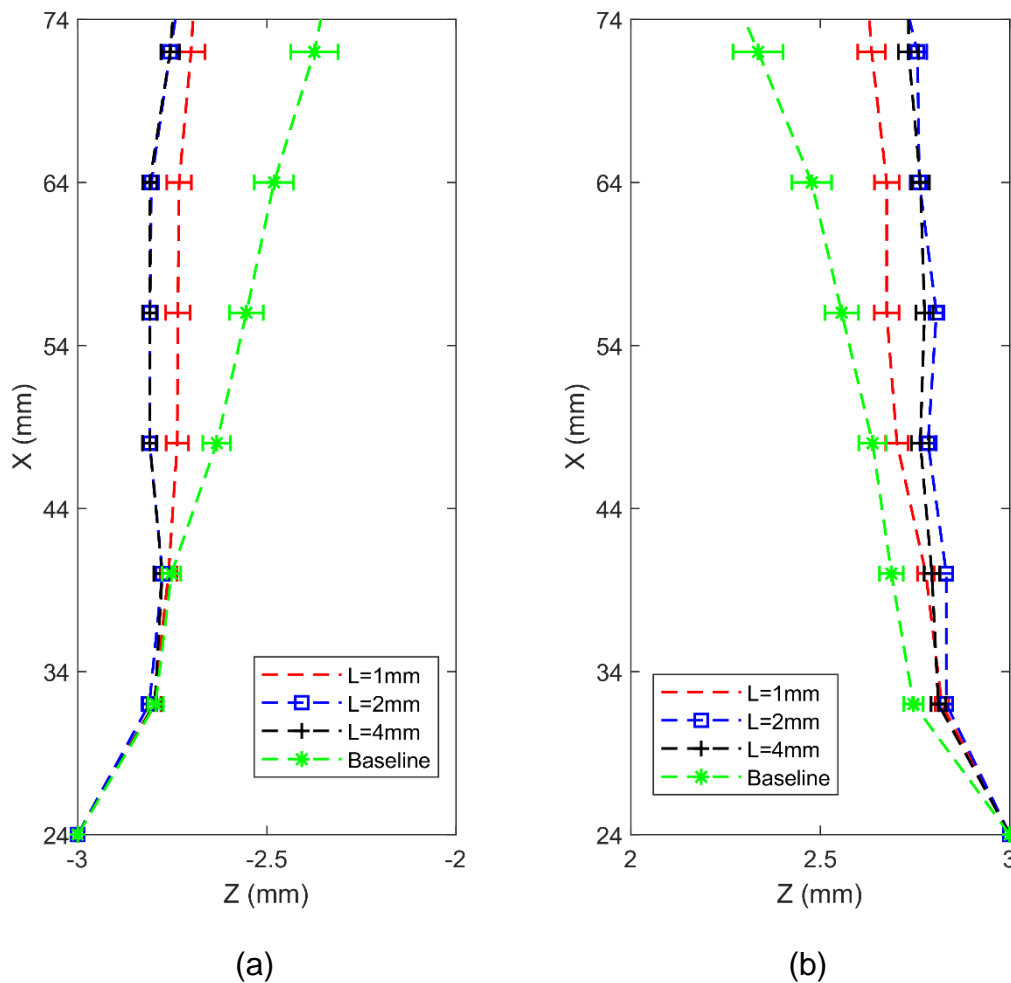 74
64
54
44
34
24
X (mm)
-3
-2.5
-2
Z (mm)
L=1mm
L=2mm
L=4mm
Baseline
(a)
74
64
54
44
34
24
X (mm)
2
2.5
3
Z (mm)
L=1mm
L=2mm
L=4mm
Baseline
(b)